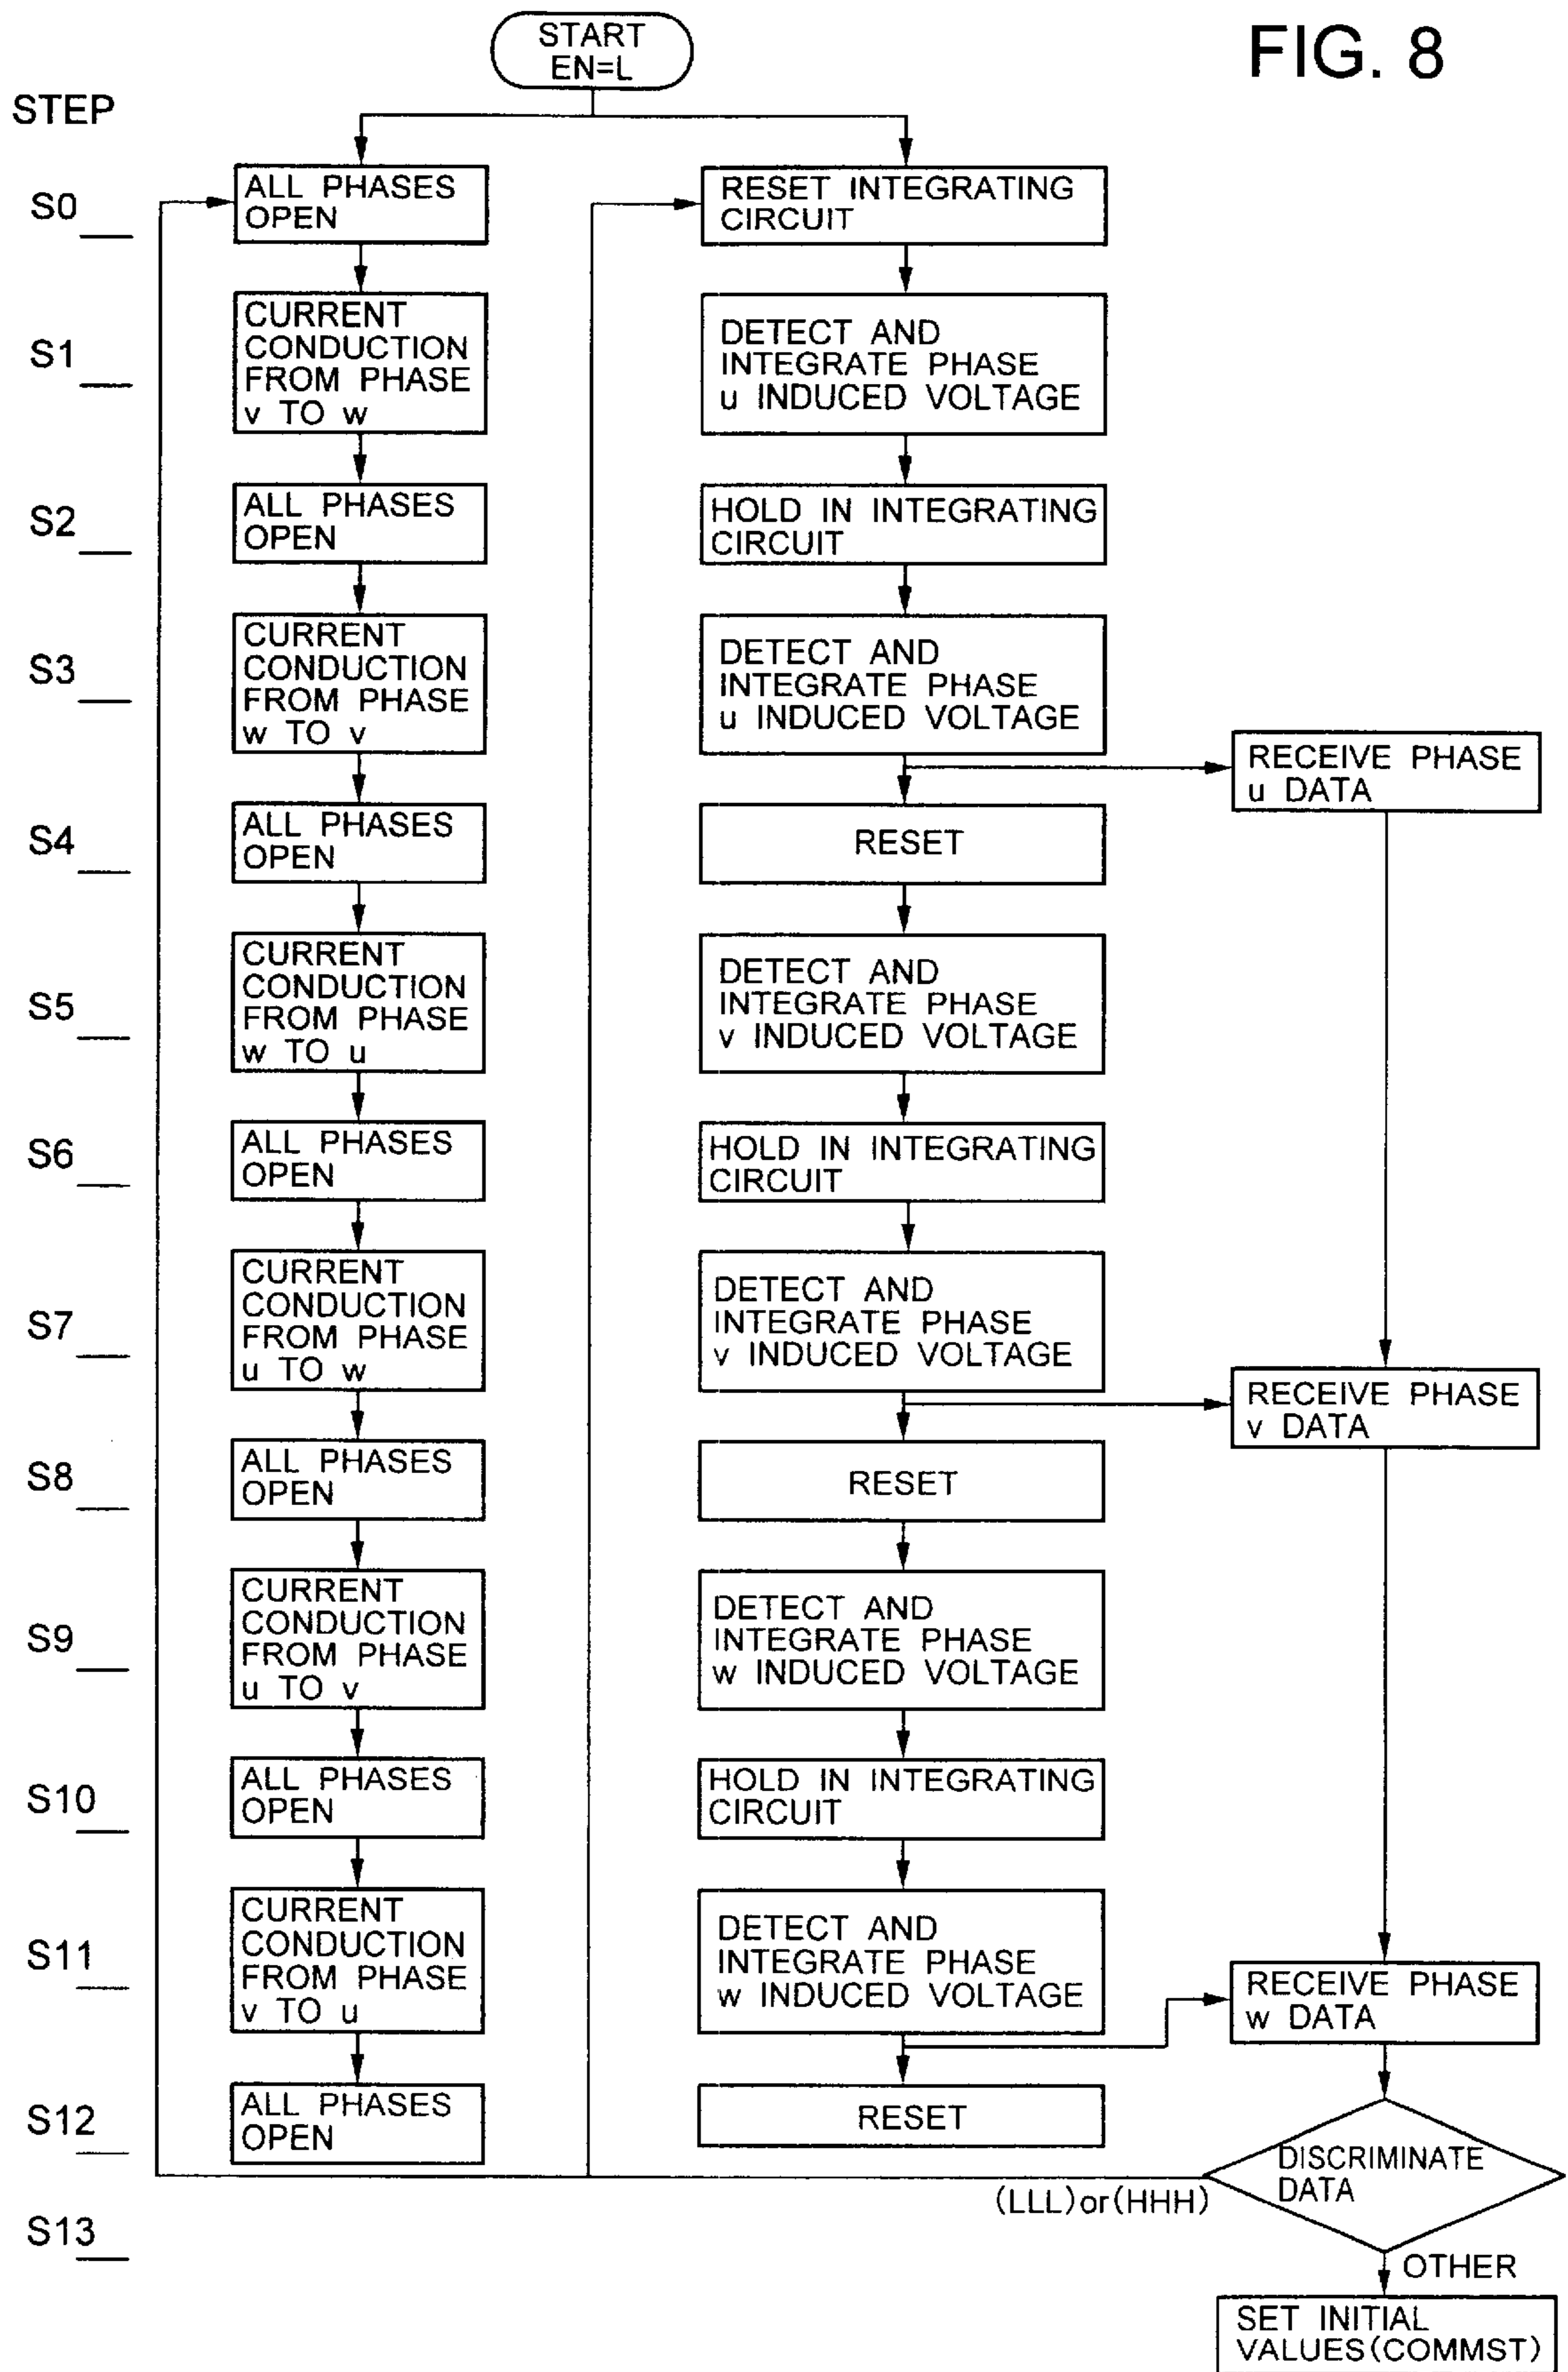 FIG. 8
START
EN=L
STEP
S0
ALL PHASES
OPEN
RESET INTEGRATING
CIRCUIT
S1
CURRENT
CONDUCTION
FROM PHASE
v TO w
DETECT AND
INTEGRATE PHASE
u INDUCED VOLTAGE
S2
ALL PHASES
OPEN
HOLD IN INTEGRATING
CIRCUIT
S3
CURRENT
CONDUCTION
FROM PHASE
w TO v
DETECT AND
INTEGRATE PHASE
u INDUCED VOLTAGE
RECEIVE PHASE
u DATA
S4
ALL PHASES
OPEN
RESET
S5
CURRENT
CONDUCTION
FROM PHASE
w TO u
DETECT AND
INTEGRATE PHASE
v INDUCED VOLTAGE
S6
ALL PHASES
OPEN
HOLD IN INTEGRATING
CIRCUIT
S7
CURRENT
CONDUCTION
FROM PHASE
u TO w
DETECT AND
INTEGRATE PHASE
v INDUCED VOLTAGE
RECEIVE PHASE
v DATA
S8
ALL PHASES
OPEN
RESET
S9
CURRENT
CONDUCTION
FROM PHASE
u TO v
DETECT AND
INTEGRATE PHASE
w INDUCED VOLTAGE
S10
ALL PHASES
OPEN
HOLD IN INTEGRATING
CIRCUIT
S11
CURRENT
CONDUCTION
FROM PHASE
v TO u
DETECT AND
INTEGRATE PHASE
w INDUCED VOLTAGE
RECEIVE PHASE
w DATA
S12
ALL PHASES
OPEN
RESET
DISCRIMINATE
DATA
(LLL)or(HHH)
S13
OTHER
SET INITIAL
VALUES(COMMST)